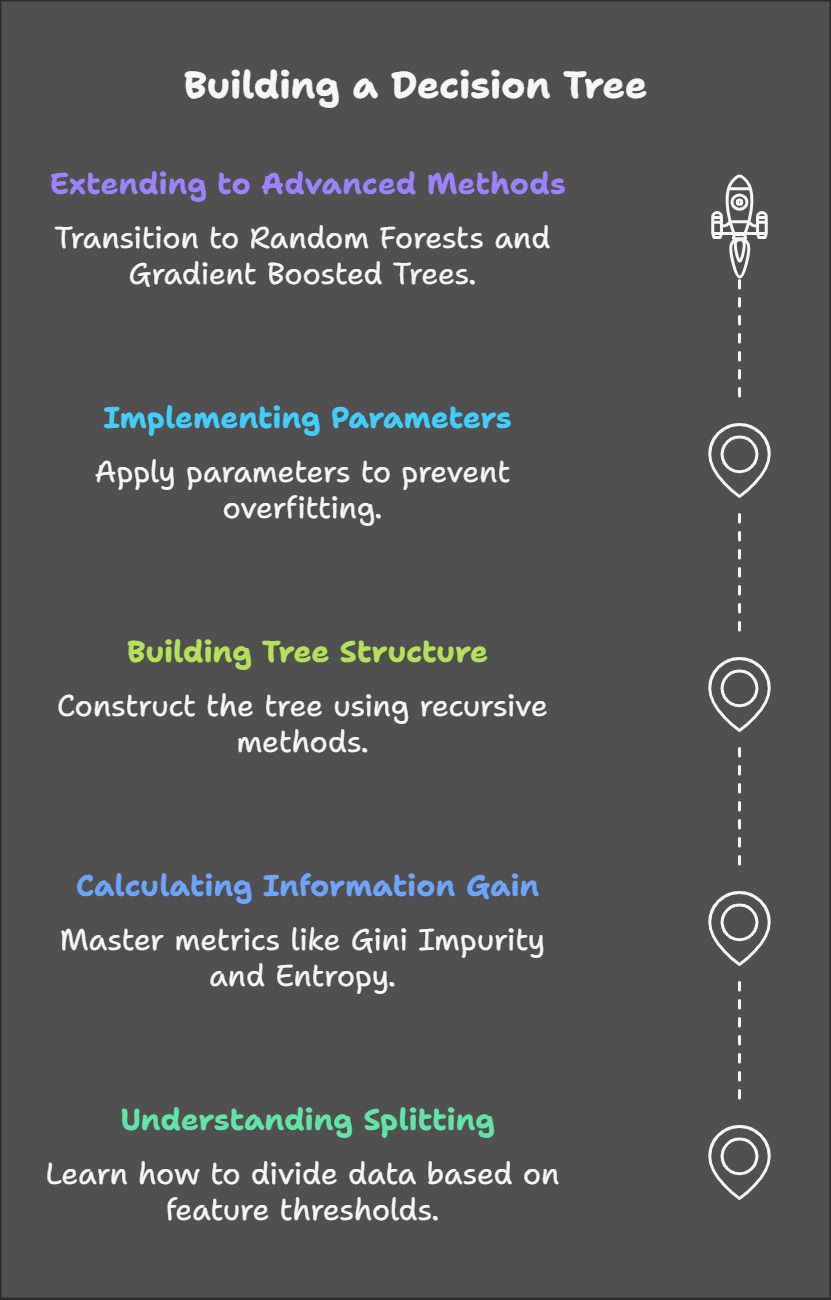 Building a Decision Tree
Extending to Advanced Methods
Transition to Random Forests and
Gradient Boosted Trees.
Implementing Parameters
Apply parameters to prevent
overfitting.
Building Tree Structure
Construct the tree using recursive
methods.
Calculating Information Gain
Master metrics like Gini Impurity
and Entropy.
Understanding Splitting
Learn how to divide data based on
feature thresholds.